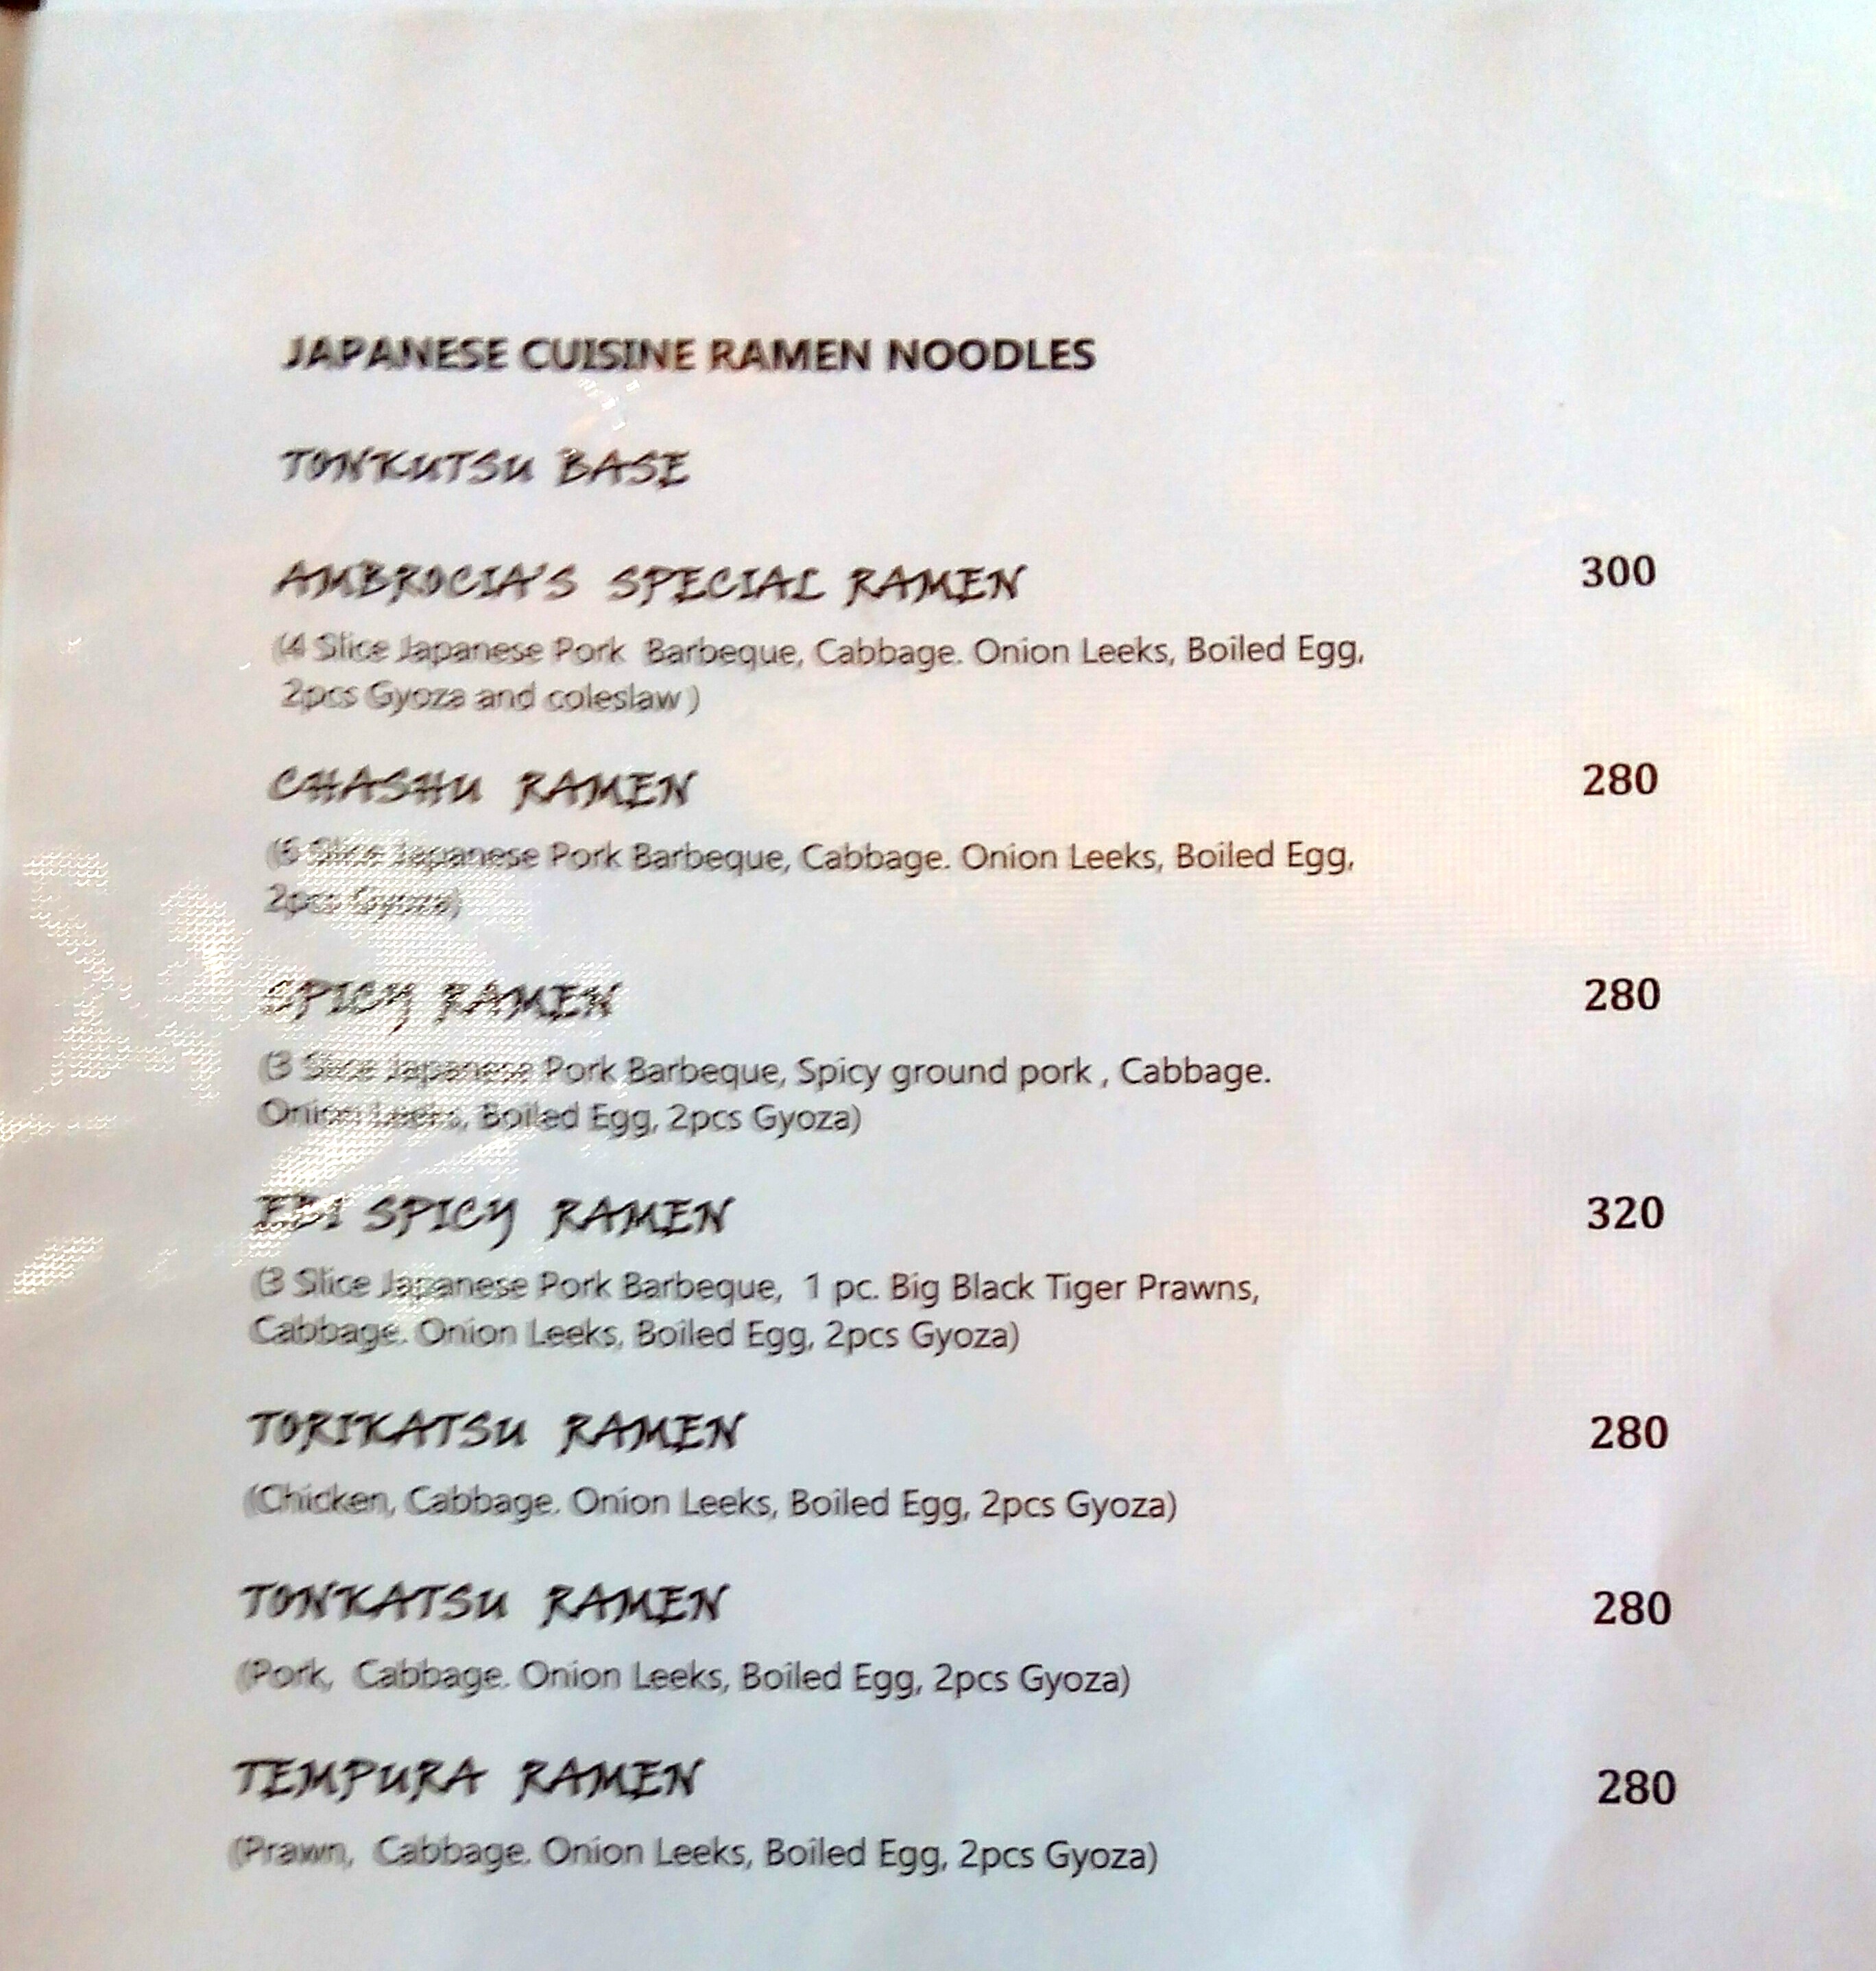 JAPANESE CUISINE RAMEN NOODLES
TONKUTSU BASE
AMBROCIA'S SPECIAL RAMEN 300
(4 Slice Japanese Pork Barbeque, Cabbage. Onion Leeks, Boiled Egg,
2pcs Gyoza and coleslaw )
CHASHU RAMEN 280
(6 Slice Japanese Pork Barbeque, Cabbage. Onion Leeks, Boiled Egg,
2pcs Gyoza)
SPICY RAMEN 280
(3 Slice Japanese Pork Barbeque, Spicy ground pork , Cabbage.
Onion Leeks, Boiled Egg, 2pcs Gyoza)
EBI SPICY RAMEN 320
(3 Slice Japanese Pork Barbeque, 1 pc. Big Black Tiger Prawns,
Cabbage. Onion Leeks, Boiled Egg, 2pcs Gyoza)
TORIKATSU RAMEN 280
(Chicken, Cabbage. Onion Leeks, Boiled Egg, 2pcs Gyoza)
TONKATSU RAMEN 280
(Pork, Cabbage. Onion Leeks, Boiled Egg, 2pcs Gyoza)
TEMPURA RAMEN 280
(Prawn, Cabbage. Onion Leeks, Boiled Egg, 2pcs Gyoza)